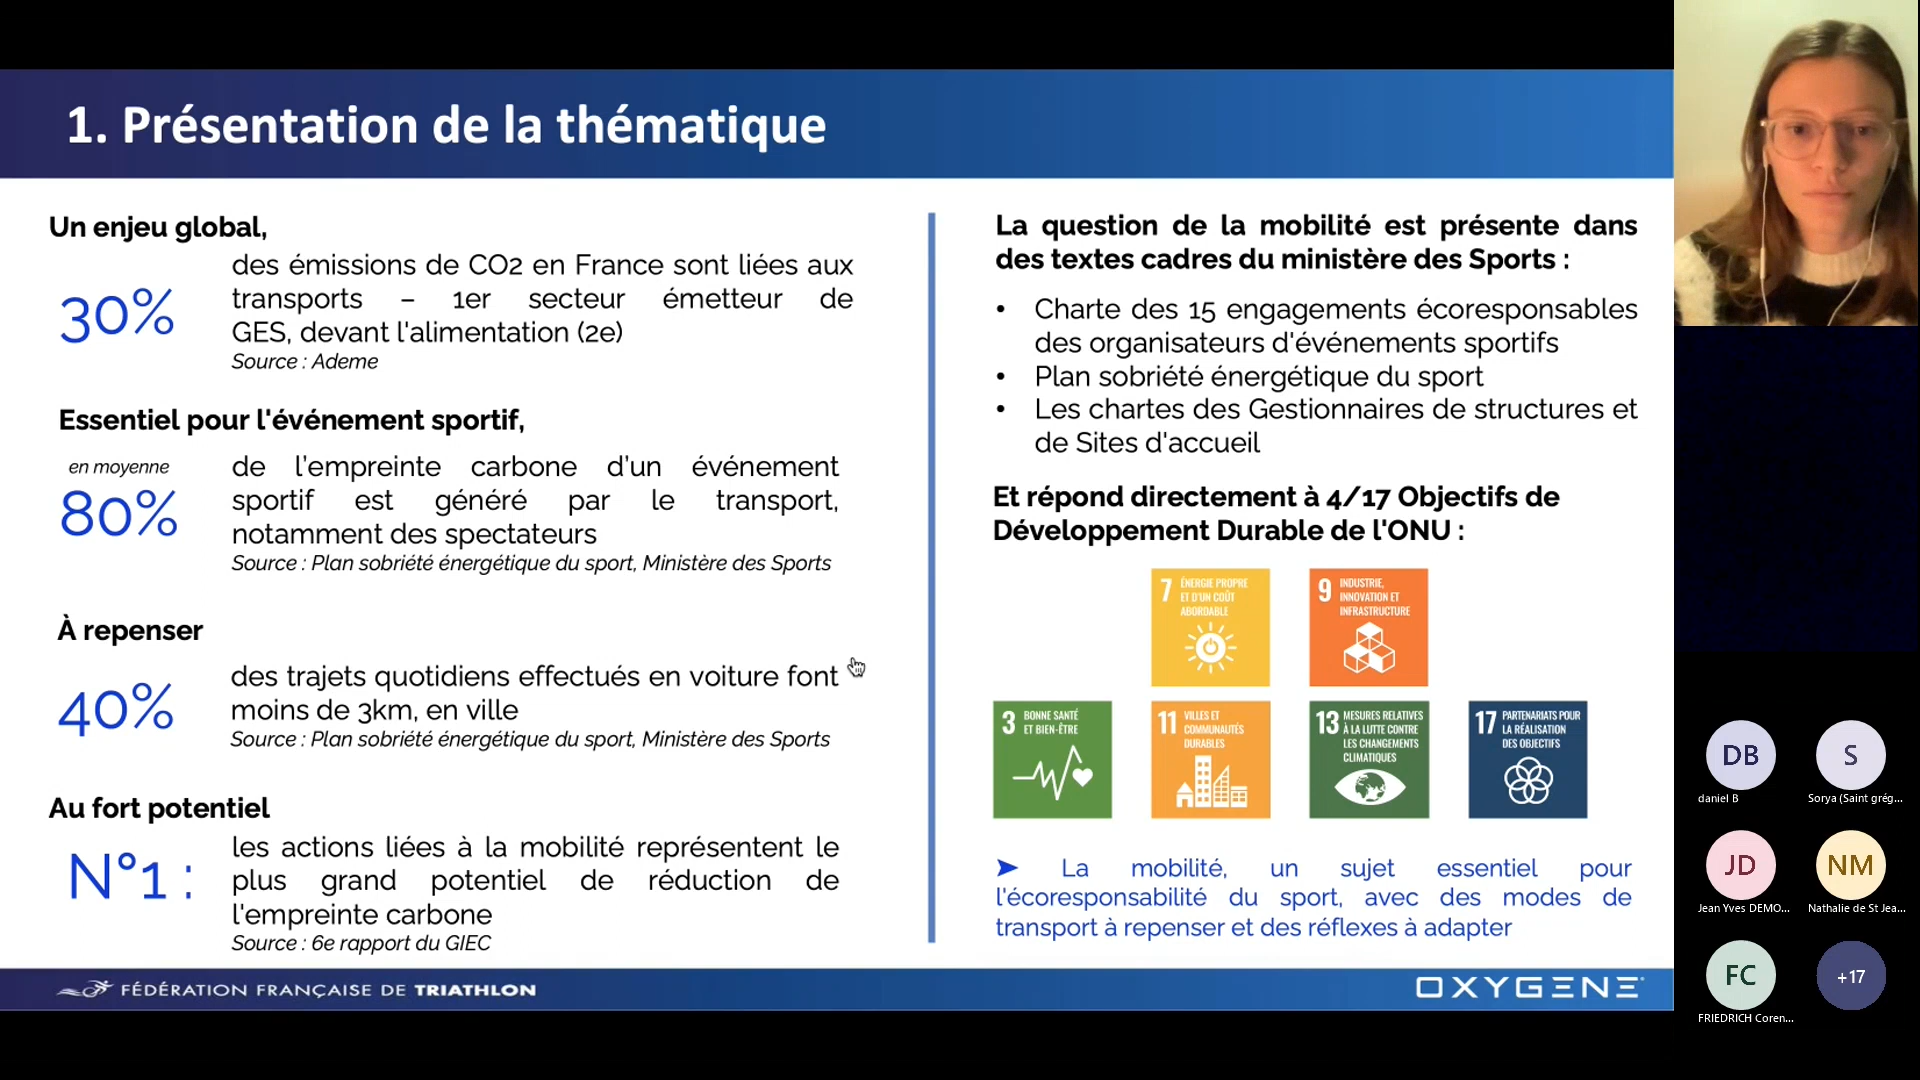 1. Présentation de la thématique
Un enjeu global,
30%
des émissions de CO2 en France sont liées aux
transports – 1er secteur émetteur de
GES, devant l'alimentation (2e)
Source : Ademe
Essentiel pour l'événement sportif,
en moyenne
80%
de l’empreinte carbone d’un événement
sportif est généré par le transport,
notamment des spectateurs
Source : Plan sobriété énergétique du sport, Ministère des Sports
À repenser
40%
des trajets quotidiens effectués en voiture font
moins de 3km, en ville
Source : Plan sobriété énergétique du sport, Ministère des Sports
Au fort potentiel
N°1 :
les actions liées à la mobilité représentent le
plus grand potentiel de réduction de
l'empreinte carbone
Source : 6e rapport du GIEC
La question de la mobilité est présente dans
des textes cadres du ministère des Sports :
• Charte des 15 engagements écoresponsables
des organisateurs d'événements sportifs
• Plan sobriété énergétique du sport
• Les chartes des Gestionnaires de structures et
de Sites d'accueil
Et répond directement à 4/17 Objectifs de
Développement Durable de l'ONU :
7 ÉNERGIE PROPRE
ET D'UN COÛT
ABORDABLE
9 INDUSTRIE,
INNOVATION ET
INFRASTRUCTURE
3 BONNE SANTÉ
ET BIEN-ÊTRE
11 VILLES ET
COMMUNAUTÉS
DURABLES
13 MESURES RELATIVES
À LA LUTTE CONTRE
LES CHANGEMENTS
CLIMATIQUES
17 PARTENARIATS POUR
LA RÉALISATION
DES OBJECTIFS
➤ La mobilité, un sujet essentiel pour
l'écoresponsabilité du sport, avec des modes de
transport à repenser et des réflexes à adapter
FÉDÉRATION FRANÇAISE DE TRIATHLON
OXYGENE
DB
daniel B
S
Sorya (Saint grég...
JD
Jean Yves DEMO...
NM
Nathalie de St Jea...
FC
FRIEDRICH Coren...
+17